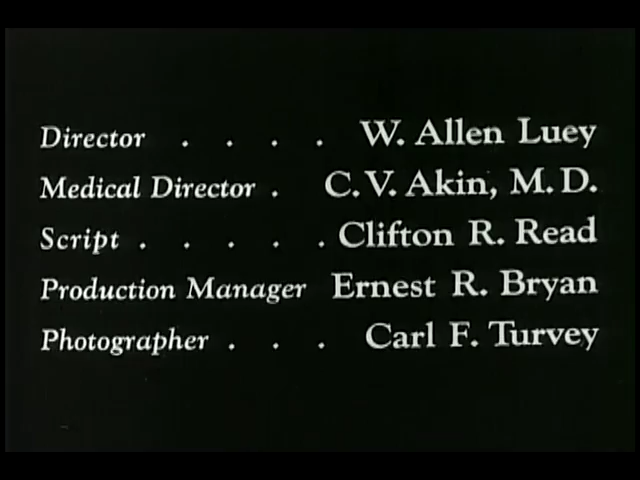 Director . . . . W. Allen Luey
Medical Director . C. V. Akin, M. D.
Script . . . . . Clifton R. Read
Production Manager Ernest R. Bryan
Photographer . . . Carl F. Turvey